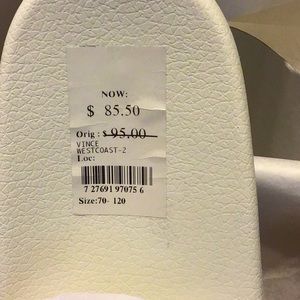 NOW:
$ 85.50
Orig : $ 95.00
VINCE
WESTCOAST-2
Loc:
7 27691 97075 6
Size:70- 120